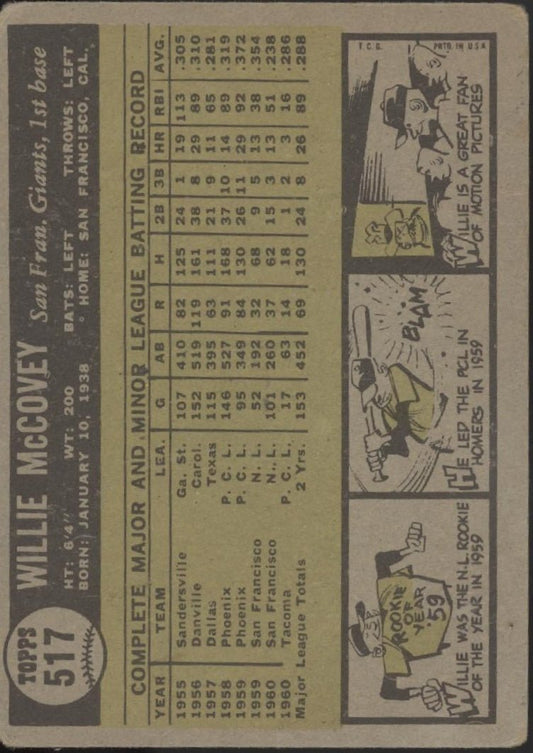 TOPPS
517
WILLIE McCOVEY San Fran. Giants, 1st base
HT: 6'4" WT: 200 BATS: LEFT THROWS: LEFT
BORN: JANUARY 10, 1938 HOME: SAN FRANCISCO, CAL.
COMPLETE MAJOR AND MINOR LEAGUE BATTING RECORD
YEAR TEAM LEA. G AB R H 2B 3B HR RBI AVG.
1955 Sandersville Ga. St. 107 410 82 125 24 1 19 113 .305
1956 Danville Carol. 152 519 119 161 38 8 29 89 .310
1957 Dallas Texas 115 395 63 111 21 9 11 65 .281
1958 Phoenix P. C. L. 146 527 91 168 37 10 14 89 .319
1959 Phoenix P. C. L. 95 349 84 130 26 11 29 92 .372
1959 San Francisco N. L. 52 192 32 68 9 5 13 38 .354
1960 San Francisco N. L. 101 260 37 62 15 3 13 51 .238
1960 Tacoma P. C. L. 17 63 14 18 1 2 3 16 .286
Major League Totals 2 Yrs. 153 452 69 130 24 8 26 89 .288
ROOKIE
OF
YEAR
'59
WILLIE WAS THE N.L. ROOKIE
OF THE YEAR IN 1959
BLAM
HE LED THE PCL IN
HOMERS IN 1959
T.C.G. PRTD. IN U.S.A.
WILLIE IS A GREAT FAN
OF MOTION PICTURES